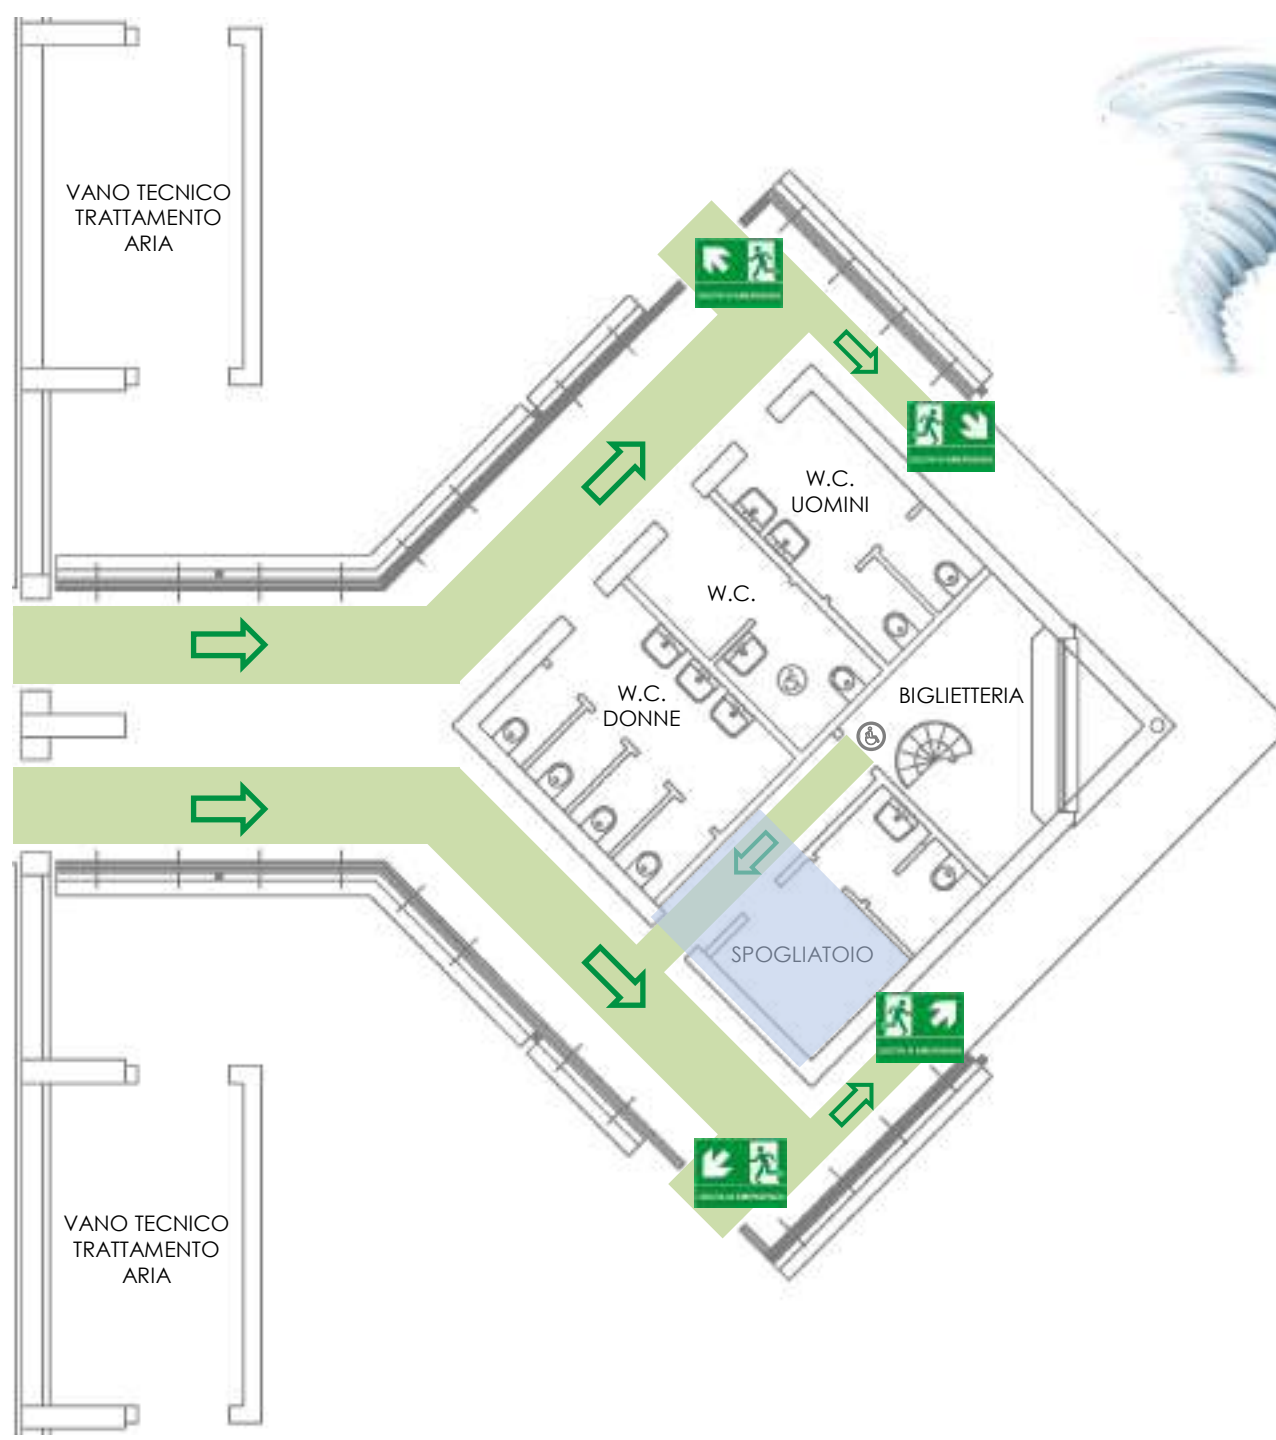 VANO TECNICO
TRATTAMENTO
ARIA
W.C.
UOMINI
W.C.
W.C.
DONNE
BIGLIETTERIA
SPOGLIATOIO
VANO TECNICO
TRATTAMENTO
ARIA